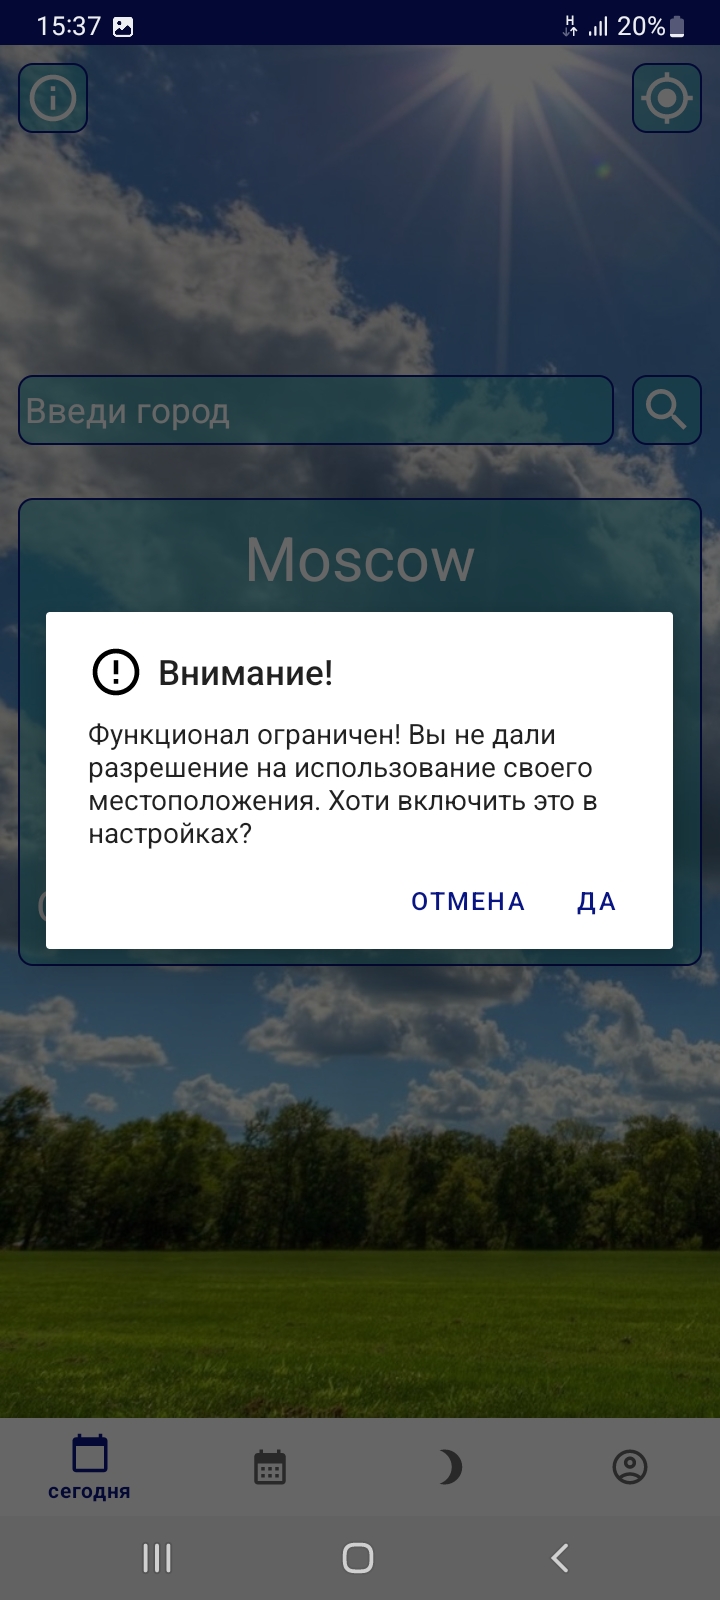 15:37
H
20%
Введи город
Moscow
Внимание!
Функционал ограничен! Вы не дали
разрешение на использование своего
местоположения. Хоти включить это в
настройках?
ОТМЕНА ДА
сегодня